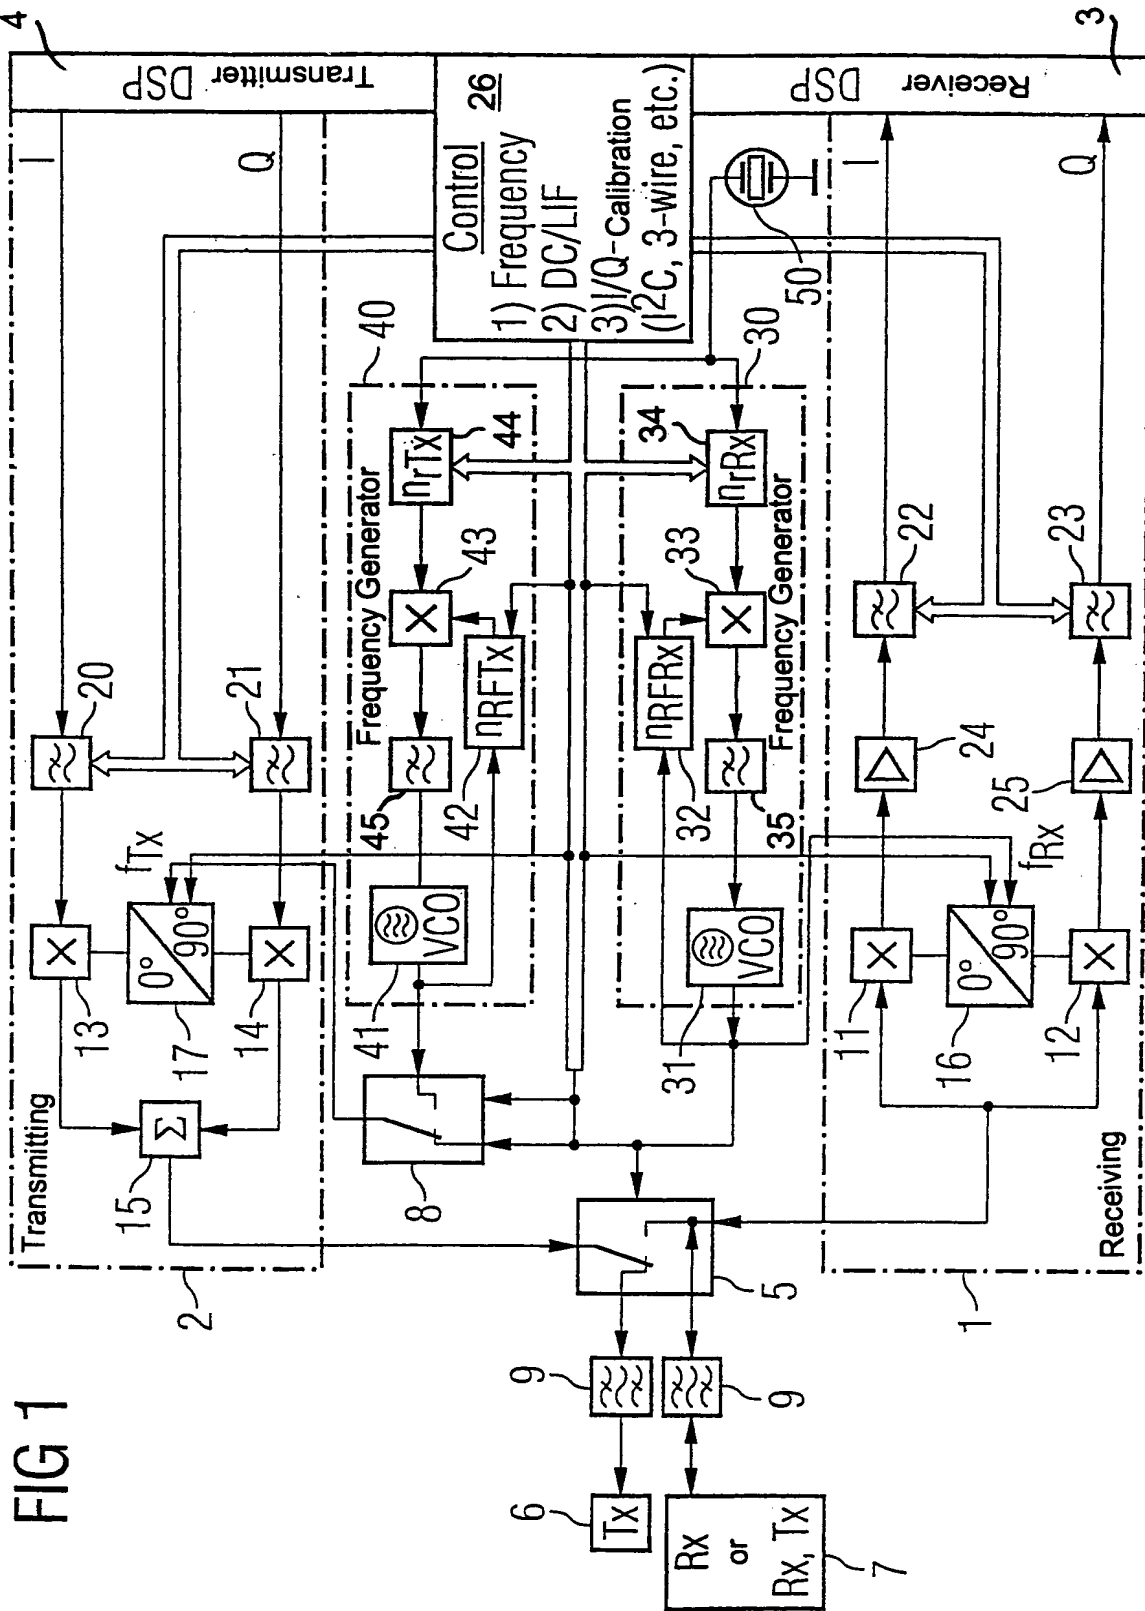 FIG 1
Transmitting
2
15
Σ
13
X
0°
90°
17
14
X
fTx
20
21
I
Q
4
DSP
Transmitter
8
41
VCO
45
42
nRFTx
43
X
44
nrTx
Frequency Generator
40
Control
26
1) Frequency
2) DC/LIF
3) I/Q-Calibration
(I²C, 3-wire, etc.)
6
Tx
9
9
5
7
Rx
or
Rx, Tx
31
VCO
35
32
nRFRx
33
X
34
nrRx
Frequency Generator
30
50
1
Receiving
11
X
0°
90°
16
12
X
fRx
24
25
22
23
I
Q
DSP
Receiver
3